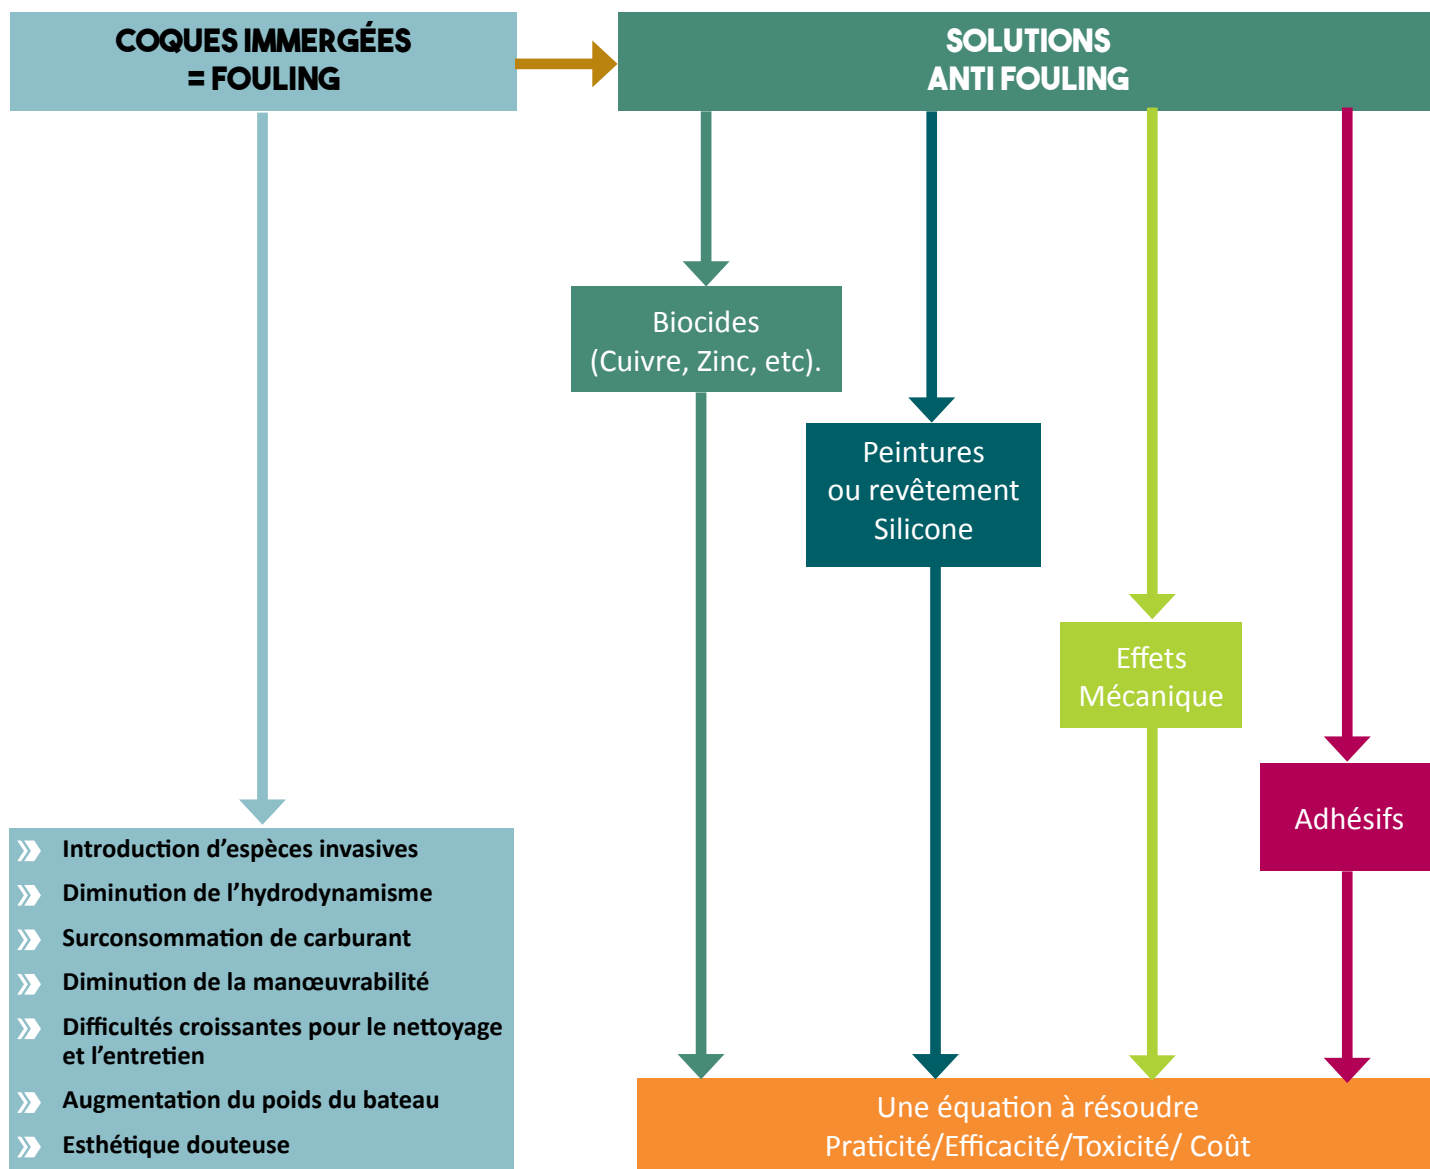 COQUES IMMERGÉES
= FOULING
SOLUTIONS
ANTI FOULING
Biocides
(Cuivre, Zinc, etc).
Peintures
ou revêtement
Silicone
Effets
Mécanique
Adhésifs
Introduction d’espèces invasives
Diminution de l’hydrodynamisme
Surconsommation de carburant
Diminution de la manœuvrabilité
Difficultés croissantes pour le nettoyage
et l’entretien
Augmentation du poids du bateau
Esthétique douteuse
Une équation à résoudre
Praticité/Efficacité/Toxicité/ Coût